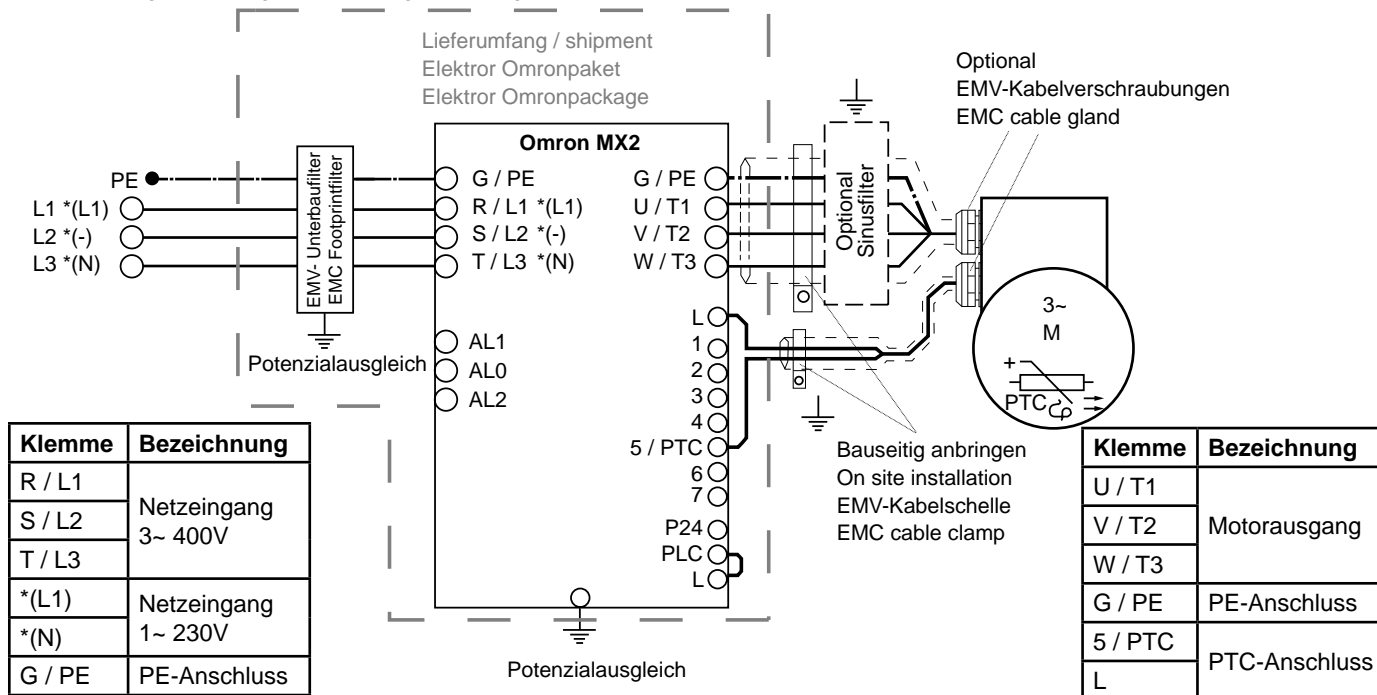 Lieferumfang / shipment
Elektror Omronpaket
Elektror Omronpackage
Optional
EMV-Kabelverschraubungen
EMC cable gland
Omron MX2
PE
L1 *(L1)
L2 *(-)
L3 *(N)
EMV- Unterbaufilter
EMC Footprintfilter
Potenzialausgleich
G / PE
R / L1 *(L1)
S / L2 *(-)
T / L3 *(N)
AL1
AL0
AL2
G / PE
U / T1
V / T2
W / T3
L
1
2
3
4
5 / PTC
6
7
P24
PLC
L
Optional
Sinusfilter
3~
M
+
PTC
Bauseitig anbringen
On site installation
EMV-Kabelschelle
EMC cable clamp
Potenzialausgleich
Klemme Bezeichnung
R / L1
S / L2
T / L3
Netzeingang
3~ 400V
*(L1)
*(N)
Netzeingang
1~ 230V
G / PE PE-Anschluss
Klemme Bezeichnung
U / T1
V / T2
W / T3
Motorausgang
G / PE PE-Anschluss
5 / PTC
L
PTC-Anschluss